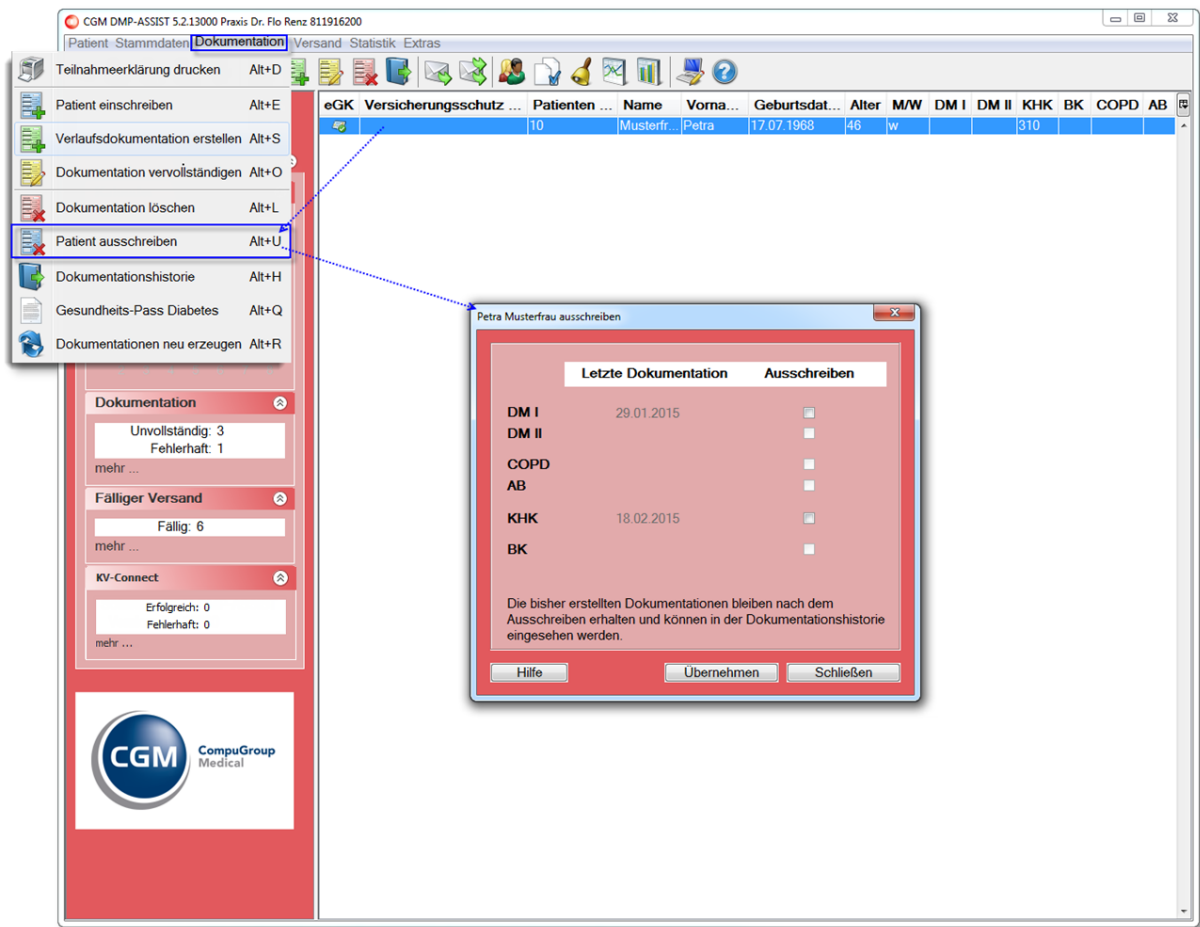 CGM DMP-ASSIST 5.2.13000 Praxis Dr. Flo Renz 811916200
Patient Stammdaten Dokumentation Versand Statistik Extras
Teilnahmeerklärung drucken Alt+D
Patient einschreiben Alt+E
Verlaufsdokumentation erstellen Alt+S
Dokumentation vervollständigen Alt+O
Dokumentation löschen Alt+L
Patient ausschreiben Alt+U
Dokumentationshistorie Alt+H
Gesundheits-Pass Diabetes Alt+Q
Dokumentationen neu erzeugen Alt+R
eGK Versicherungsschutz ... Patienten ... Name Vorna... Geburtsdat... Alter M/W DM I DM II KHK BK COPD AB
10 Musterfr... Petra 17.07.1968 46 w 310
Dokumentation
Unvollständig: 3
Fehlerhaft: 1
mehr ...
Fälliger Versand
Fällig: 6
mehr ...
KV-Connect
Erfolgreich: 0
Fehlerhaft: 0
mehr ...
CGM CompuGroup
Medical
Petra Musterfrau ausschreiben
Letzte Dokumentation Ausschreiben
DM I 29.01.2015
DM II
COPD
AB
KHK 18.02.2015
BK
Die bisher erstellten Dokumentationen bleiben nach dem
Ausschreiben erhalten und können in der Dokumentationshistorie
eingesehen werden.
Hilfe Übernehmen Schließen